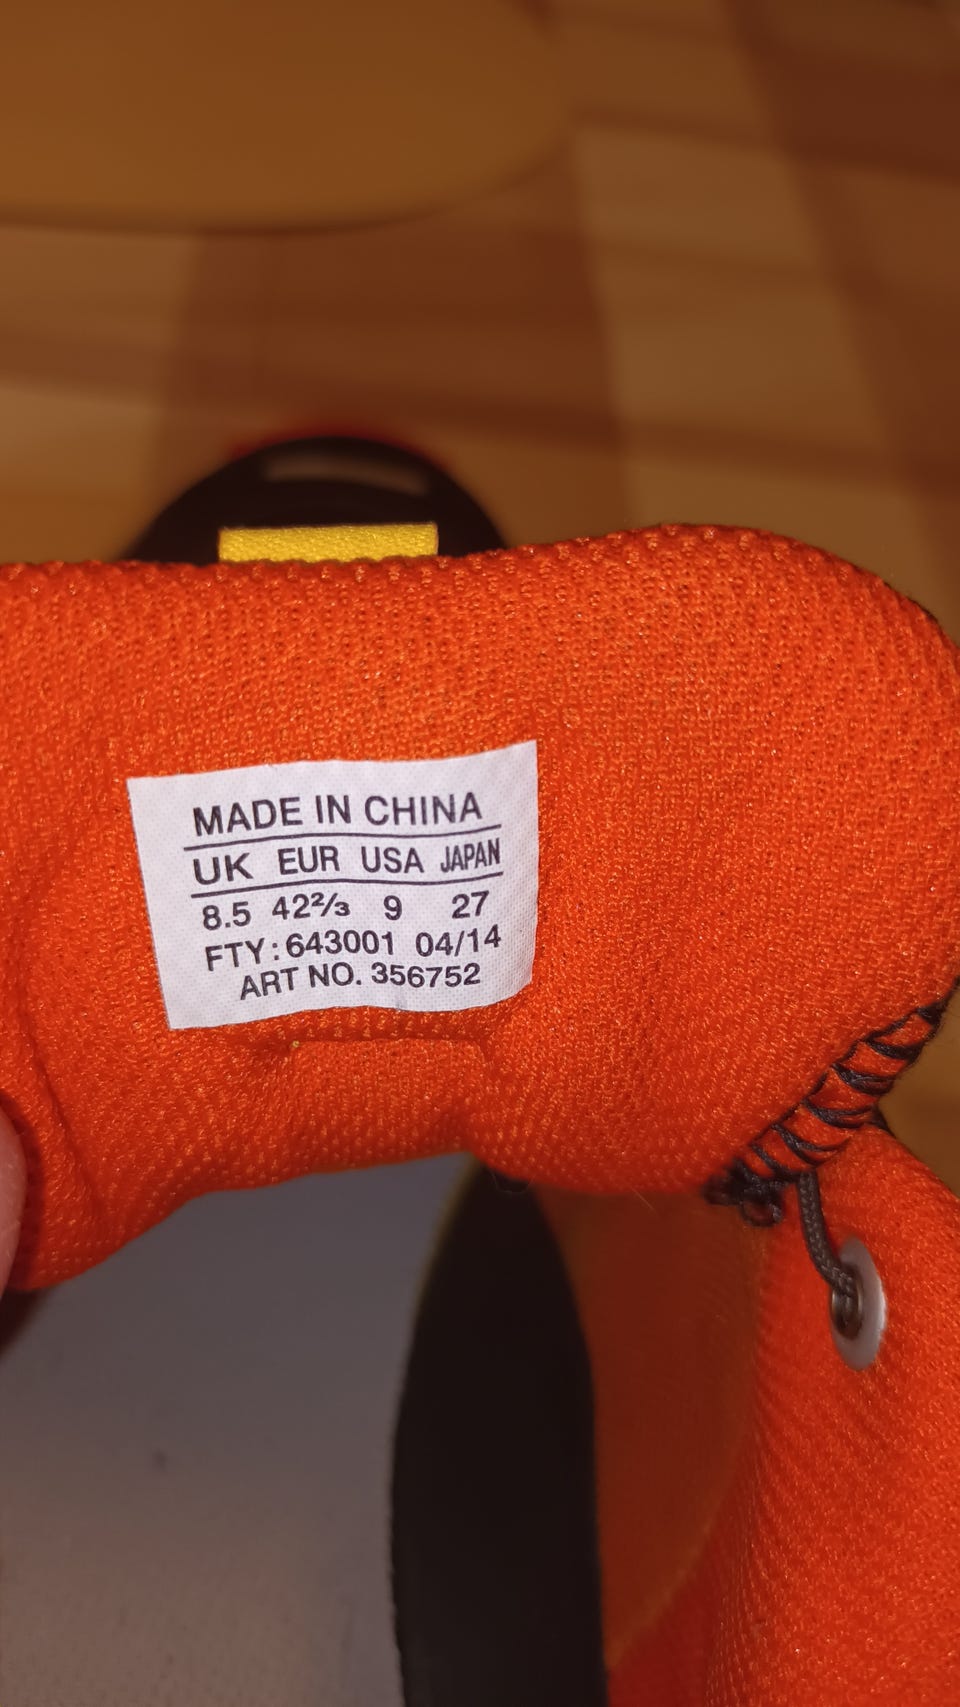 MADE IN CHINA
UK EUR USA JAPAN
8.5 42⅔ 9 27
FTY: 643001 04/14
ART NO. 356752